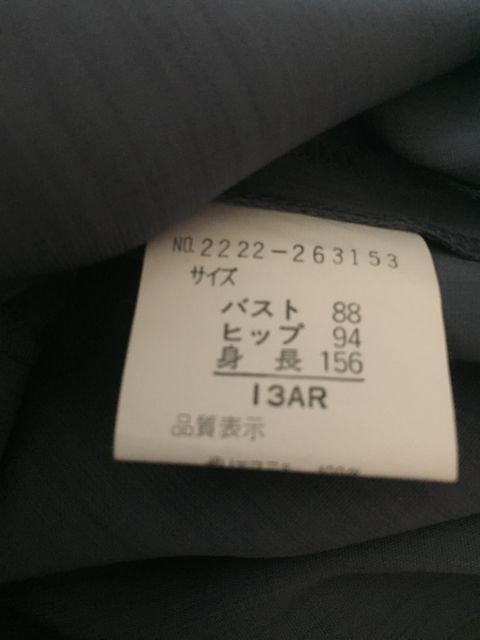 NO. 2222-263153
サイズ
バスト 88
ヒップ 94
身長 156
13AR
品質表示